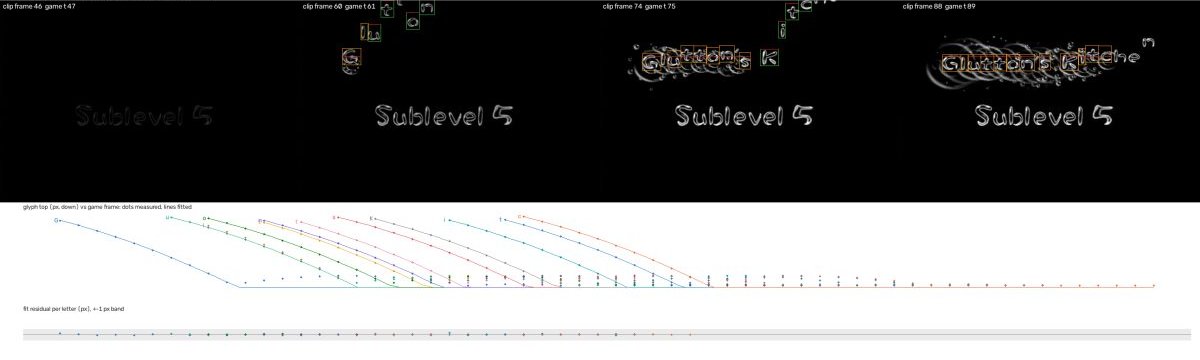 clip frame 46 game t 47
clip frame 60 game t 61
clip frame 74 game t 75
clip frame 88 game t 89
G l u t o n
Glutton's K i t c h
Glutton's Kitchen
Sublevel 5
Sublevel 5
Sublevel 5
Sublevel 5
glyph top (px, down) vs game frame: dots measured, lines fitted
fit residual per letter (px), +-1 px band